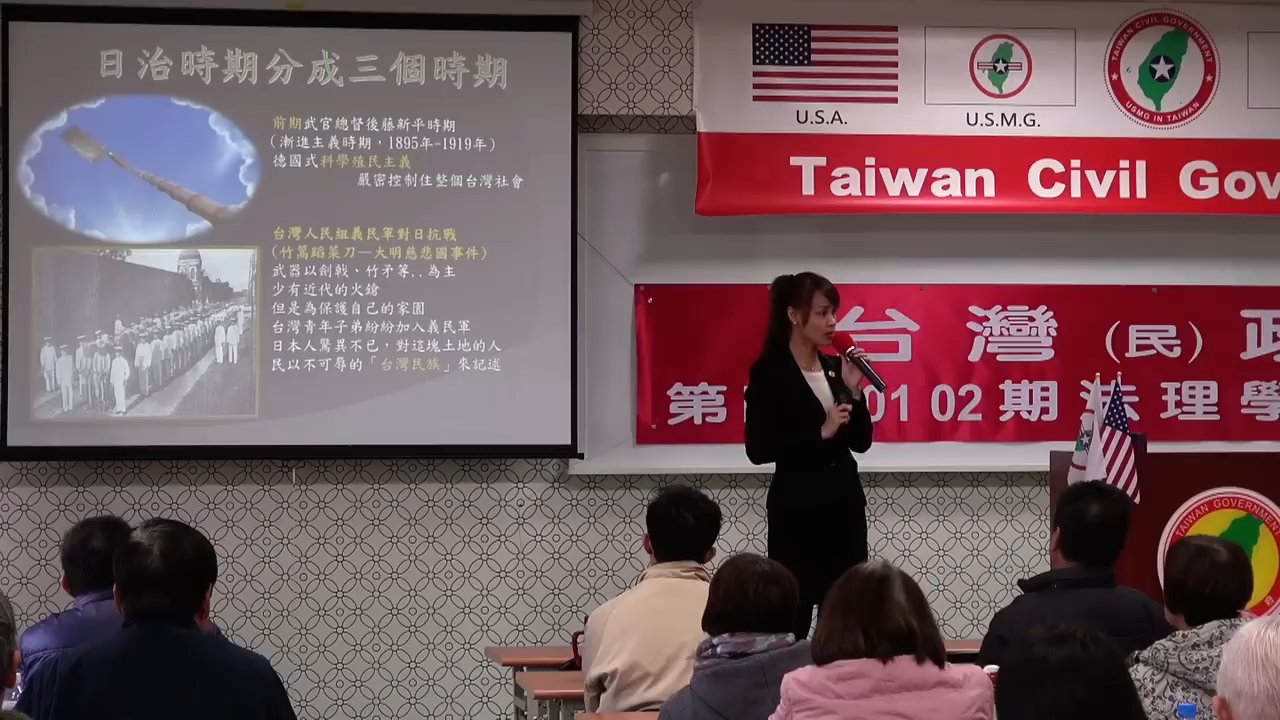 日治時期分成三個時期
前期武官總督後藤新平時期
(漸進主義時期，1895年-1919年)
德國式科學殖民主義
嚴密控制住整個台灣社會
台灣人民組義民軍對日抗戰
(竹篙蹈菜刀—大明慈悲國事件)
武器以劍戟、竹矛等..為主
少有近代的火鎗
但是為保護自己的家園
台灣青年子弟紛紛加入義民軍
日本人驚異不已，對這塊土地的人
民以不可辱的「台灣民族」來記述
U.S.A.
U.S.M.G.
TAIWAN CIVIL GOVERNMENT
USMG IN TAIWAN
Taiwan Civil Gov
台灣(民)政
第 01 02 期法理學
TAIWAN GOVERNMENT